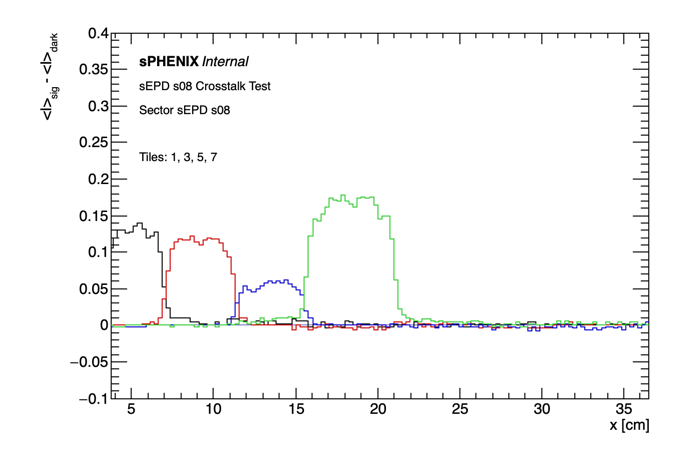 <I>sig - <I>dark
0.4
0.35
0.3
0.25
0.2
0.15
0.1
0.05
0
−0.05
−0.1
sPHENIX Internal
sEPD s08 Crosstalk Test
Sector sEPD s08
Tiles: 1, 3, 5, 7
5 10 15 20 25 30 35
x [cm]